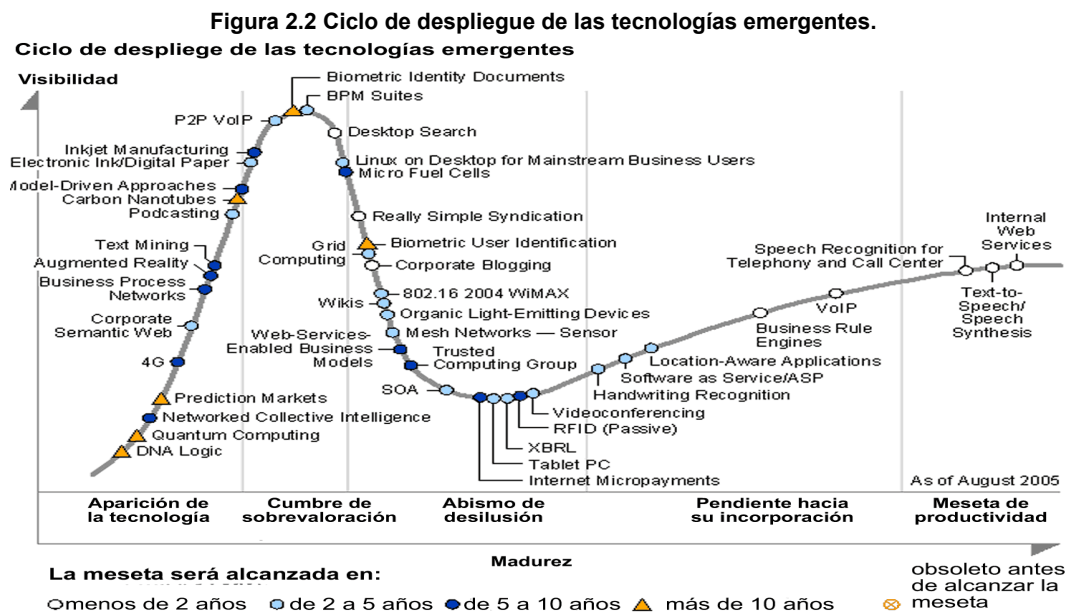 Figura 2.2 Ciclo de despliegue de las tecnologías emergentes.
Ciclo de despliege de las tecnologías emergentes
Visibilidad
Biometric Identity Documents
BPM Suites
P2P VoIP
Desktop Search
Inkjet Manufacturing
Electronic Ink/Digital Paper
Linux on Desktop for Mainstream Business Users
Micro Fuel Cells
Model-Driven Approaches
Carbon Nanotubes
Podcasting
Really Simple Syndication
Text Mining
Augmented Reality
Business Process
Networks
Grid
Computing
Biometric User Identification
Corporate Blogging
Internal
Web
Services
Speech Recognition for
Telephony and Call Center
Wikis
802.16 2004 WiMAX
Organic Light-Emitting Devices
VoIP
Text-to-
Speech/
Speech
Synthesis
Corporate
Semantic Web
Mesh Networks — Sensor
Web-Services-
Enabled Business
Models
Trusted
Computing Group
Business Rule
Engines
4G
Location-Aware Applications
Software as Service/ASP
Handwriting Recognition
SOA
Prediction Markets
Networked Collective Intelligence
Quantum Computing
DNA Logic
Videoconferencing
RFID (Passive)
XBRL
Tablet PC
Internet Micropayments
As of August 2005
Aparición de
la tecnología
Cumbre de
sobrevaloración
Abismo de
desilusión
Pendiente hacia
su incorporación
Meseta de
productividad
Madurez
La meseta será alcanzada en:
menos de 2 años
de 2 a 5 años
de 5 a 10 años
más de 10 años
obsoleto antes
de alcanzar la
meseta